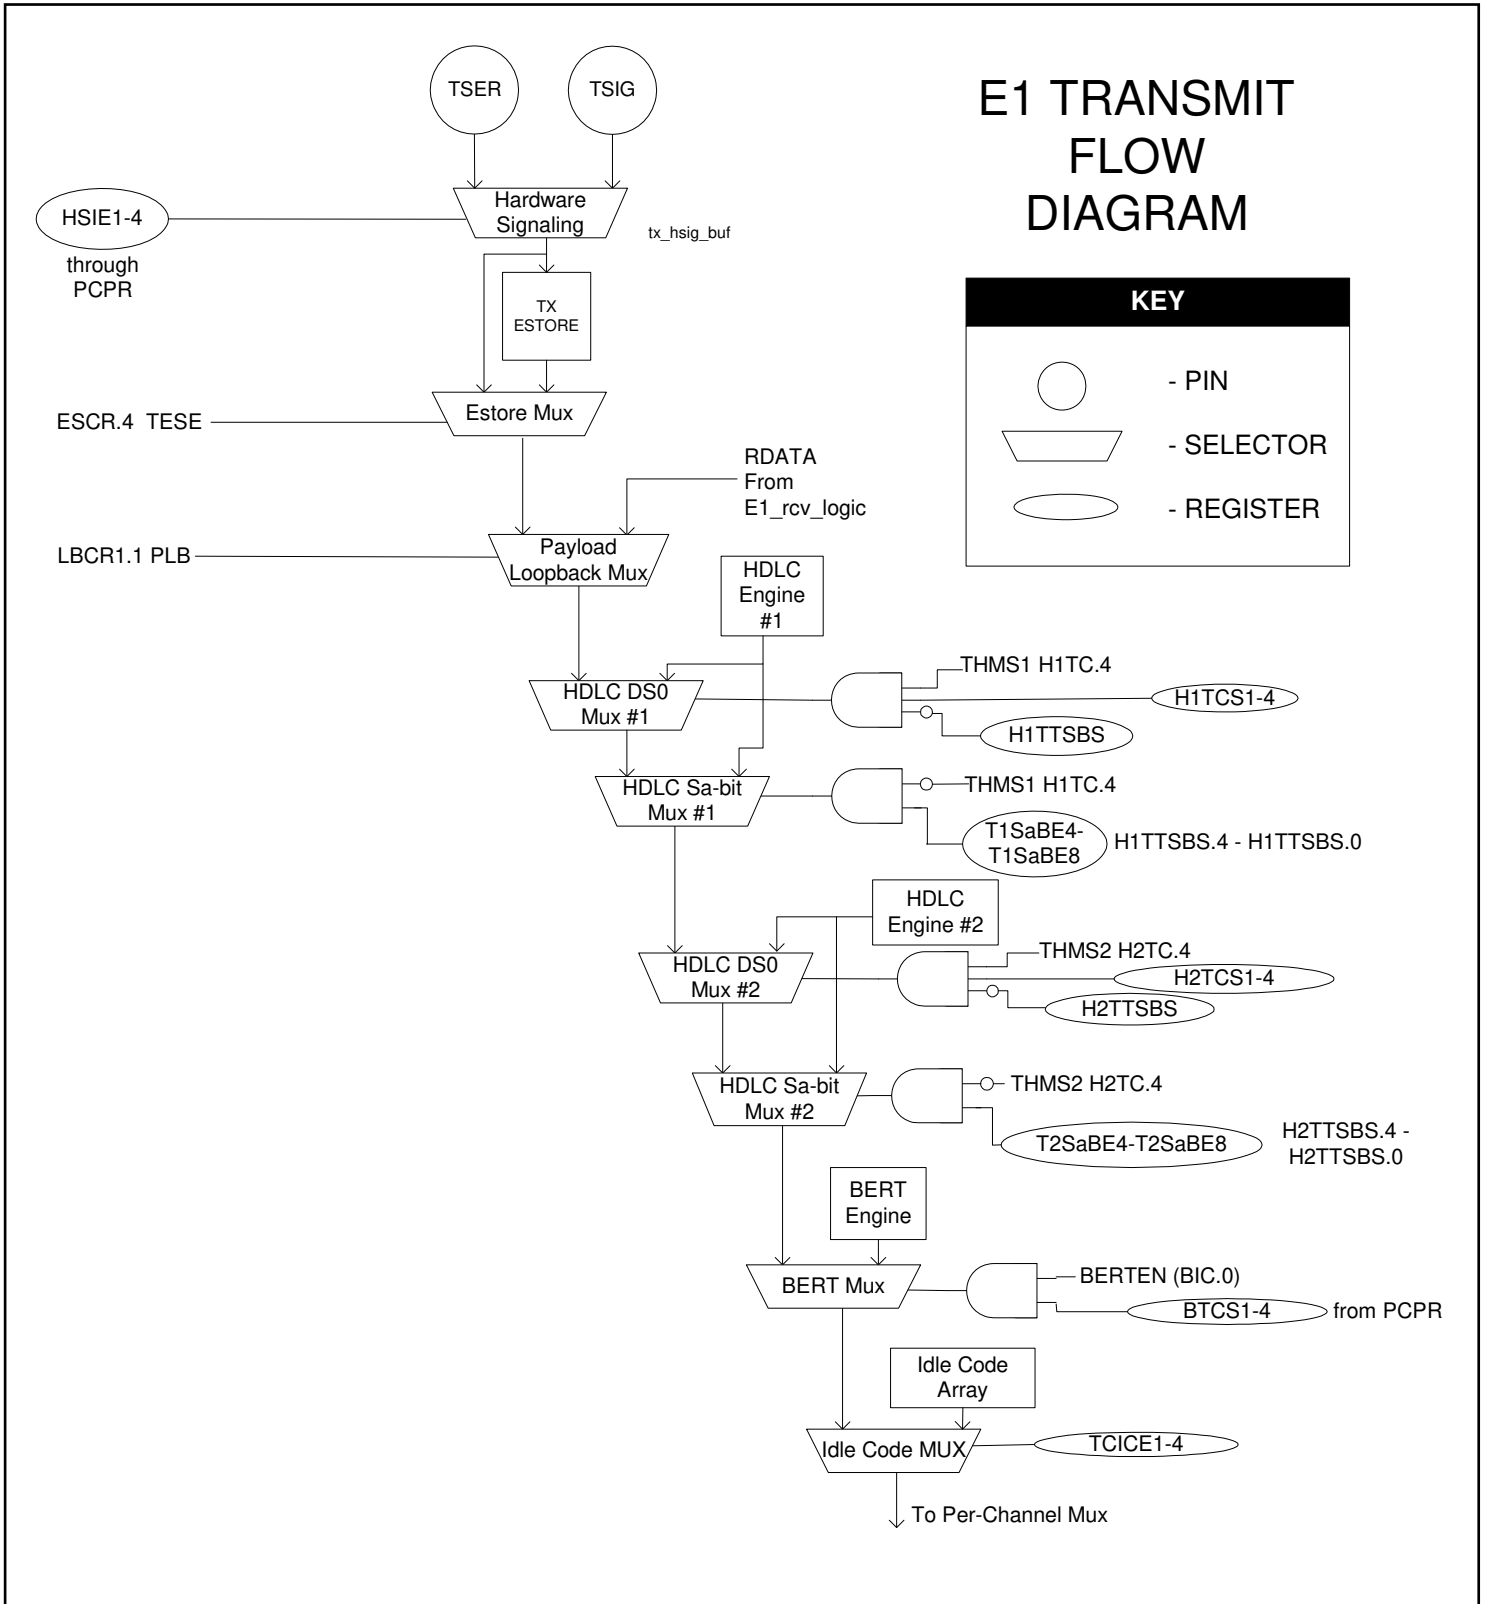 TSER
TSIG
E1 TRANSMIT
FLOW
DIAGRAM
Hardware
Signaling
HSIE1-4
through
PCPR
tx_hsig_buf
TX
ESTORE
KEY
- PIN
- SELECTOR
- REGISTER
Estore Mux
ESCR.4  TESE
RDATA
From
E1_rcv_logic
Payload
Loopback Mux
LBCR1.1 PLB
HDLC
Engine
#1
HDLC DS0
Mux #1
THMS1 H1TC.4
H1TCS1-4
H1TTSBS
HDLC Sa-bit
Mux #1
THMS1 H1TC.4
T1SaBE4-
T1SaBE8
H1TTSBS.4 - H1TTSBS.0
HDLC
Engine #2
HDLC DS0
Mux #2
THMS2 H2TC.4
H2TCS1-4
H2TTSBS
HDLC Sa-bit
Mux #2
THMS2 H2TC.4
T2SaBE4-T2SaBE8
H2TTSBS.4 -
H2TTSBS.0
BERT
Engine
BERT Mux
BERTEN (BIC.0)
BTCS1-4
from PCPR
Idle Code
Array
Idle Code MUX
TCICE1-4
To Per-Channel Mux